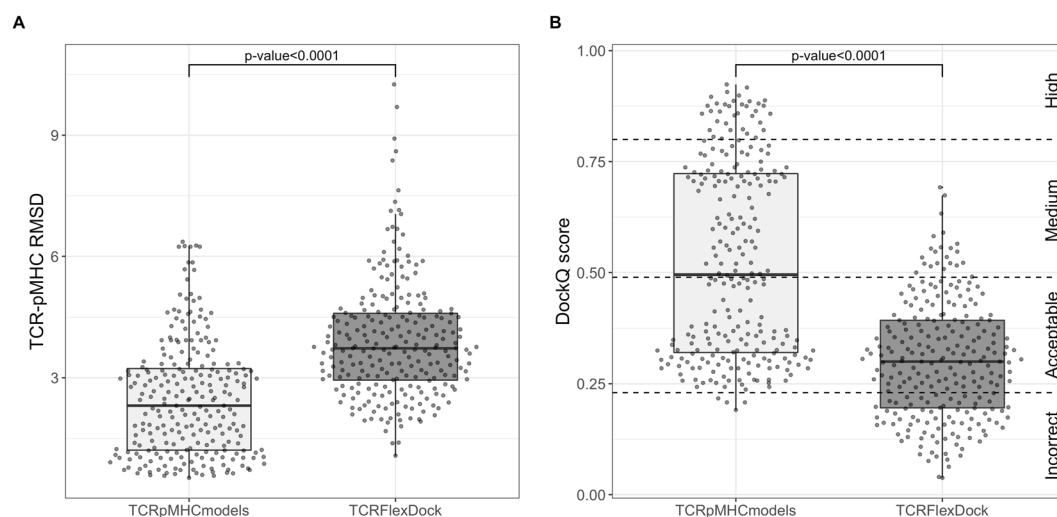 A
p-value<0.0001
TCR-pMHC RMSD
9
6
3
TCRpMHCmodels TCRFlexDock
B
p-value<0.0001
DockQ score
1.00
0.75
0.50
0.25
0.00
High
Medium
Acceptable
Incorrect
TCRpMHCmodels TCRFlexDock